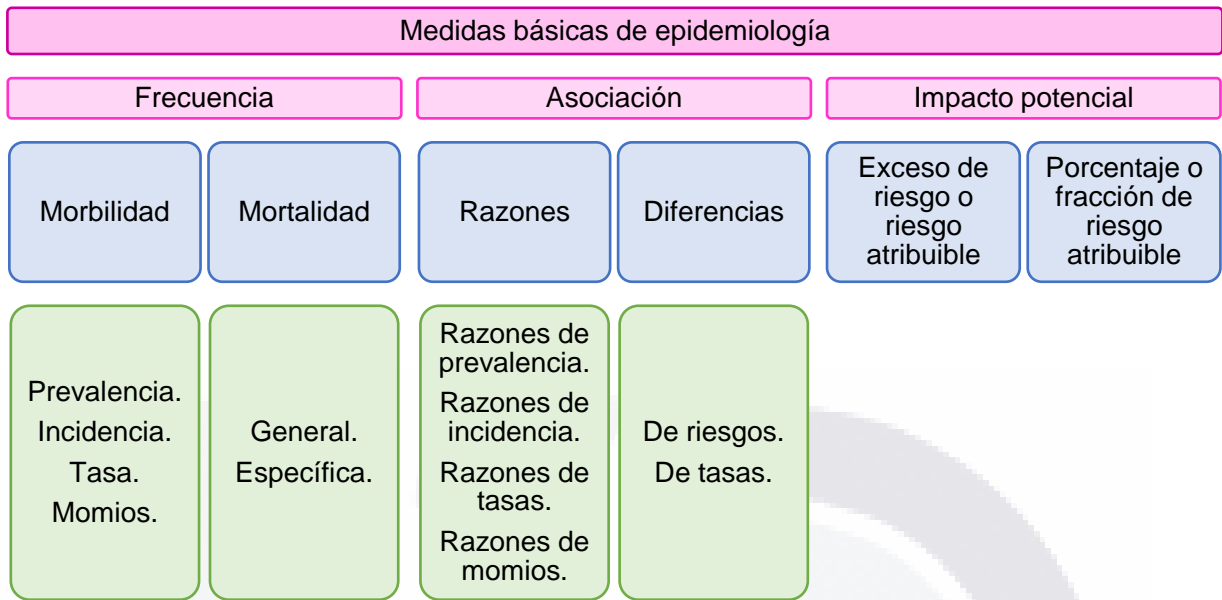 Medidas básicas de epidemiología
Frecuencia
Asociación
Impacto potencial
Morbilidad
Mortalidad
Razones
Diferencias
Exceso de
riesgo o
riesgo
atribuible
Porcentaje o
fracción de
riesgo
atribuible
Prevalencia.
Incidencia.
Tasa.
Momios.
General.
Específica.
Razones de
prevalencia.
Razones de
incidencia.
Razones de
tasas.
Razones de
momios.
De riesgos.
De tasas.